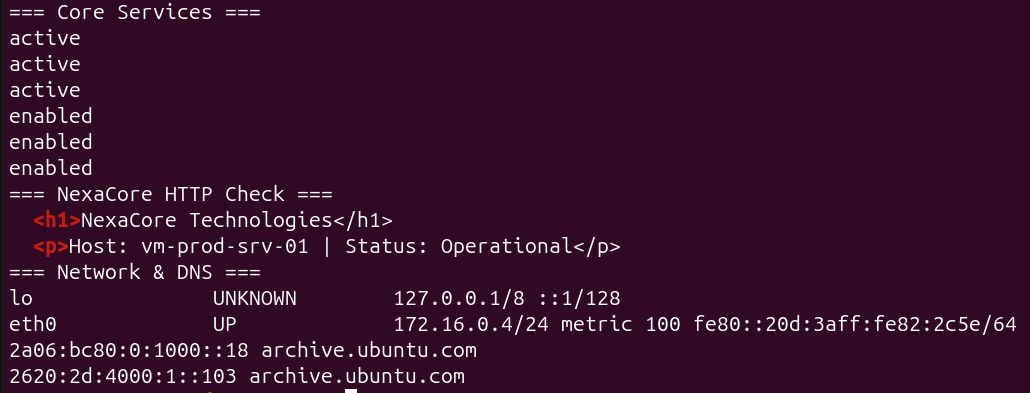 === Core Services ===
active
active
active
enabled
enabled
enabled
=== NexaCore HTTP Check ===
  <h1>NexaCore Technologies</h1>
  <p>Host: vm-prod-srv-01 | Status: Operational</p>
=== Network & DNS ===
lo               UNKNOWN        127.0.0.1/8 ::1/128
eth0             UP             172.16.0.4/24 metric 100 fe80::20d:3aff:fe82:2c5e/64
2a06:bc80:0:1000::18 archive.ubuntu.com
2620:2d:4000:1::103 archive.ubuntu.com